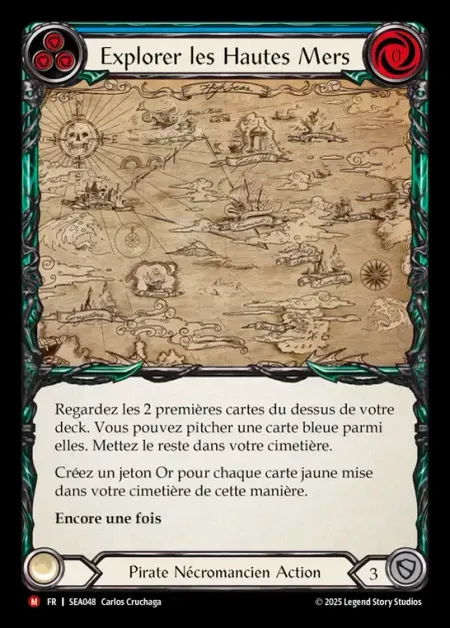 Explorer les Hautes Mers
0
High Seas
Regardez les 2 premières cartes du dessus de votre
deck. Vous pouvez pitcher une carte bleue parmi
elles. Mettez le reste dans votre cimetière.
Créez un jeton Or pour chaque carte jaune mise
dans votre cimetière de cette manière.
Encore une fois
Pirate Nécromancien Action
3
M FR | SEA048 Carlos Cruchaga
© 2025 Legend Story Studios